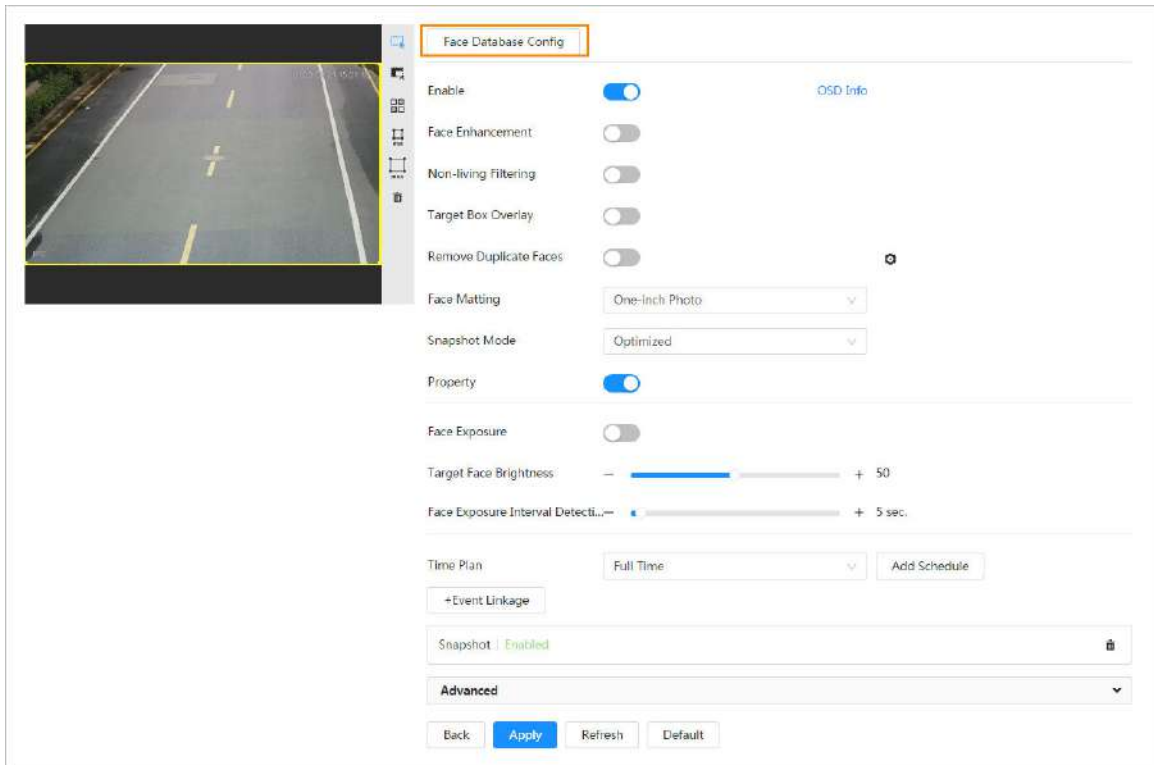 Face Database Config
Enable
OSD Info
Face Enhancement
Non-living Filtering
Target Box Overlay
Remove Duplicate Faces
Face Matting One-inch Photo
Snapshot Mode Optimized
Property
Face Exposure
Target Face Brightness − + 50
Face Exposure Interval Detecti...− + 5 sec.
Time Plan Full Time Add Schedule
+Event Linkage
Snapshot | Enabled
Advanced
Back Apply Refresh Default